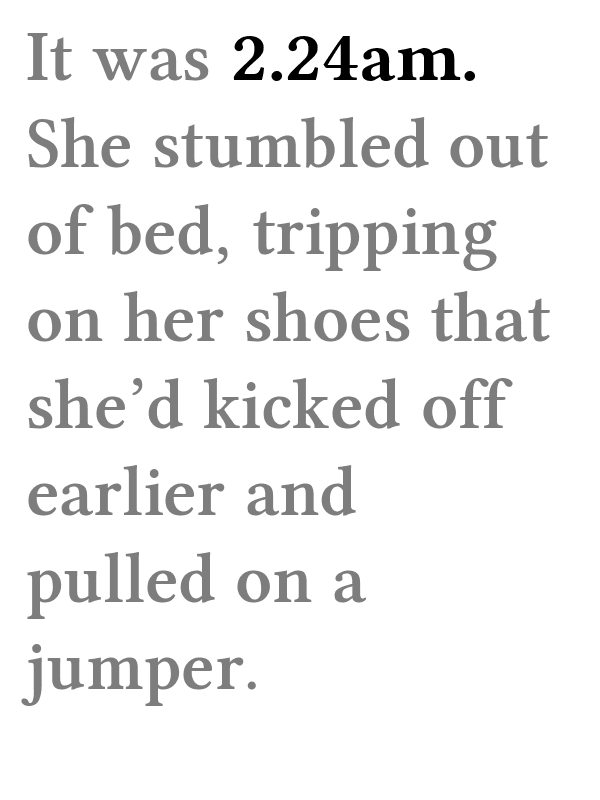 It was 2.24am.
She stumbled out
of bed, tripping
on her shoes that
she’d kicked off
earlier and
pulled on a
jumper.